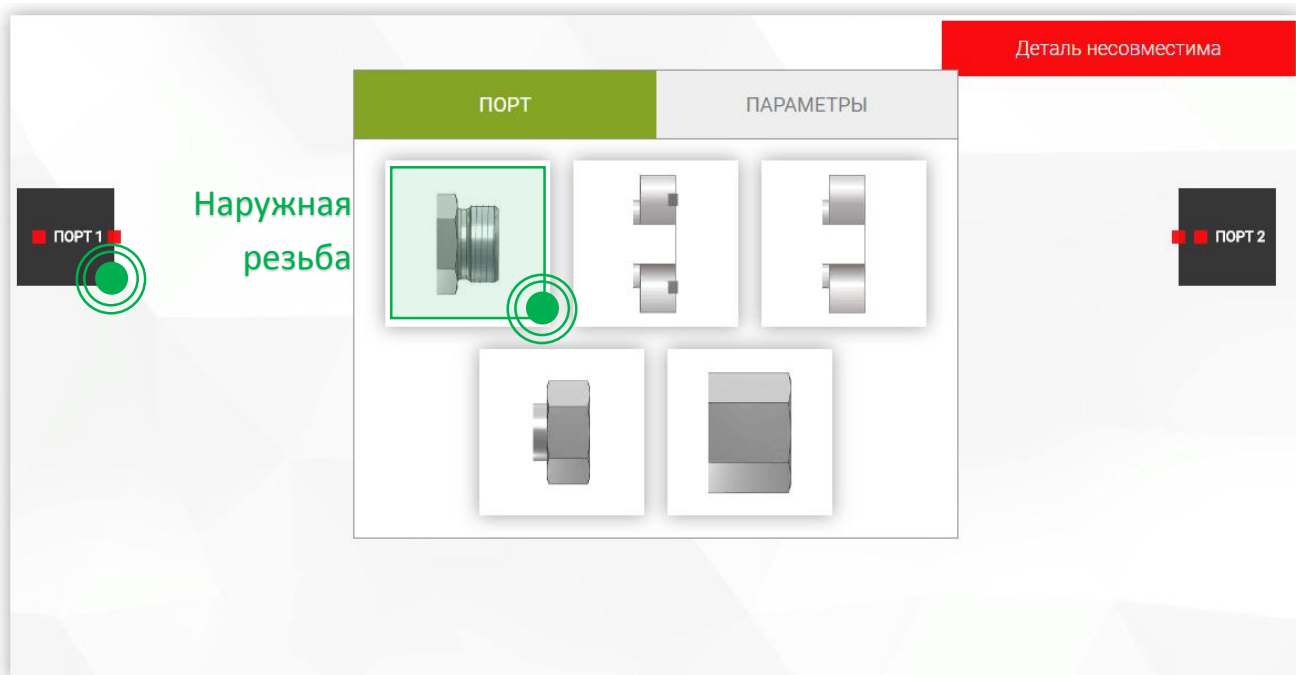 Деталь несовместима
ПОРТ
ПАРАМЕТРЫ
Наружная
резьба
ПОРТ 1
ПОРТ 2